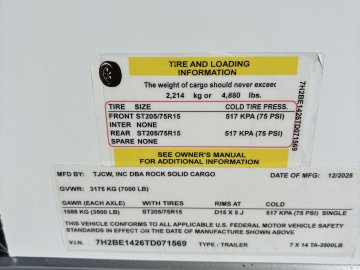 TIRE AND LOADING
INFORMATION
The weight of cargo should never exceed
2,214 kg or 4,880 lbs.
TIRE SIZE COLD TIRE PRESS.
FRONT ST205/75R15 517 KPA (75 PSI)
INTER NONE
REAR ST205/75R15 517 KPA (75 PSI)
SPARE NONE
SEE OWNER'S MANUAL
FOR ADDITIONAL INFORMATION
7H2BE1426TD071569
MFD BY: TJCW, INC DBA ROCK SOLID CARGO DATE OF MFG. 12/2025
GVWR: 3175 KG (7000 LB)
GAWR (EACH AXLE) WITH TIRES RIMS AT COLD
1588 KG (3500 LB) ST205/75R15 D15 X 5 J 517 KPA (75 PSI) SINGLE
THIS VEHICLE CONFORMS TO ALL APPLICABLE U.S. FEDERAL MOTOR VEHICLE SAFETY
STANDARDS IN EFFECT ON THE DATE OF MANUFACTURE SHOWN ABOVE
V.I.N. 7H2BE1426TD071569 TYPE : TRAILER 7 X 14 TA-3500LB